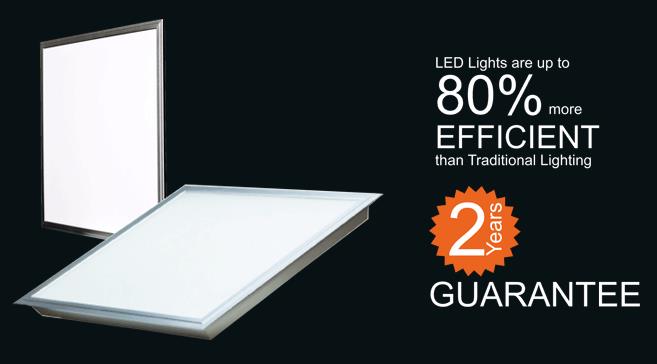 LED Lights are up to
80% more
EFFICIENT
than Traditional Lighting
2 Years
GUARANTEE